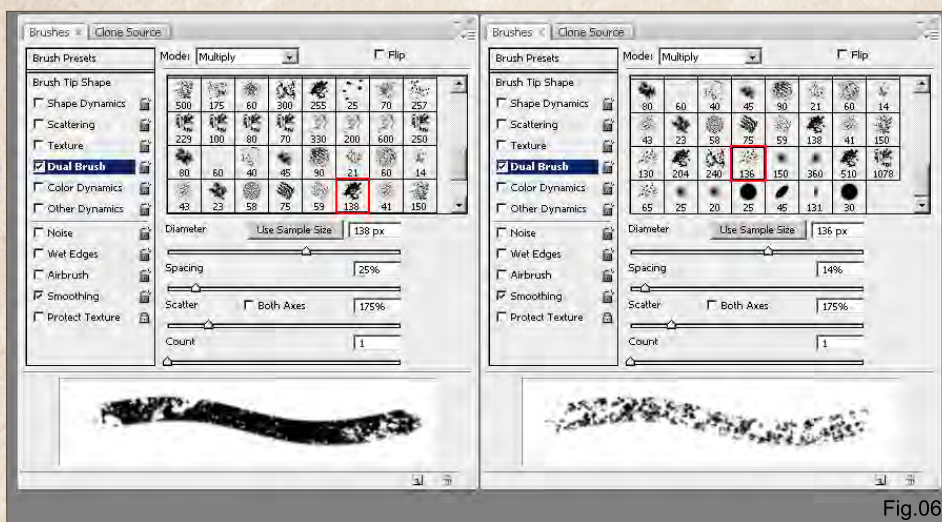 Brushes × Clone Source
Brush Presets
Mode: Multiply
Flip
Brush Tip Shape
Shape Dynamics
Scattering
Texture
Dual Brush
Color Dynamics
Other Dynamics
Noise
Wet Edges
Airbrush
Smoothing
Protect Texture
500 175 60 300 255 25 70 257
229 100 80 70 330 200 600 250
80 60 40 45 90 21 60 14
43 23 58 75 59 138 41 150
Diameter Use Sample Size 138 px
Spacing 25%
Scatter Both Axes 175%
Count 1
Brushes × Clone Source
Brush Presets
Mode: Multiply
Flip
Brush Tip Shape
Shape Dynamics
Scattering
Texture
Dual Brush
Color Dynamics
Other Dynamics
Noise
Wet Edges
Airbrush
Smoothing
Protect Texture
80 60 40 45 90 21 60 14
43 23 58 75 59 138 41 150
130 204 240 136 150 360 510 1078
65 25 20 25 45 131 30
Diameter Use Sample Size 136 px
Spacing 14%
Scatter Both Axes 175%
Count 1
Fig.06